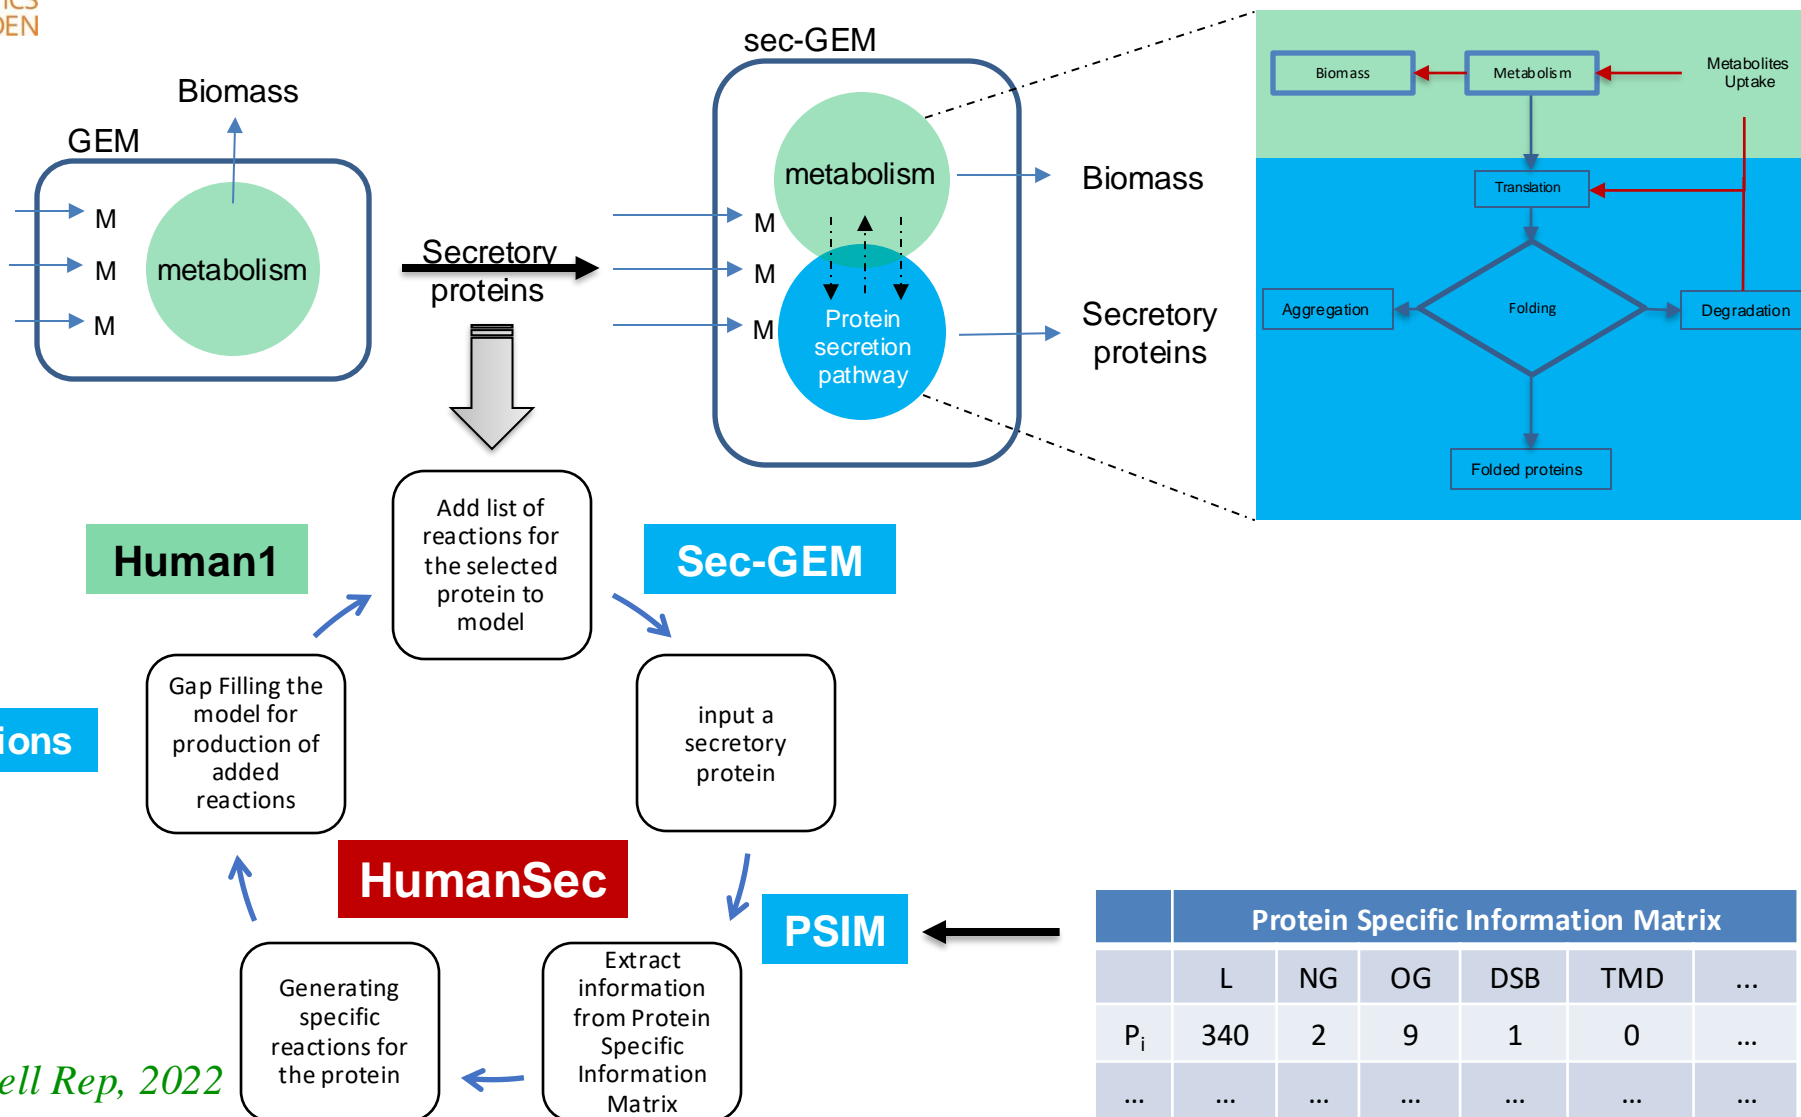 DEN
GEM
Biomass
M
M
M
metabolism
Secretory
proteins
sec-GEM
M
M
M
metabolism
Protein
secretion
pathway
Biomass
Secretory
proteins
Biomass
Metabolism
Metabolites
Uptake
Translation
Aggregation
Folding
Degradation
Folded proteins
Human1
Add list of
reactions for
the selected
protein to
model
Sec-GEM
Gap Filling the
model for
production of
added
reactions
input a
secretory
protein
ions
HumanSec
PSIM
Generating
specific
reactions for
the protein
Extract
information
from Protein
Specific
Information
Matrix
ell Rep, 2022
Protein Specific Information Matrix
L NG OG DSB TMD ...
Pi 340 2 9 1 0 ...
... ... ... ... ... ... ...